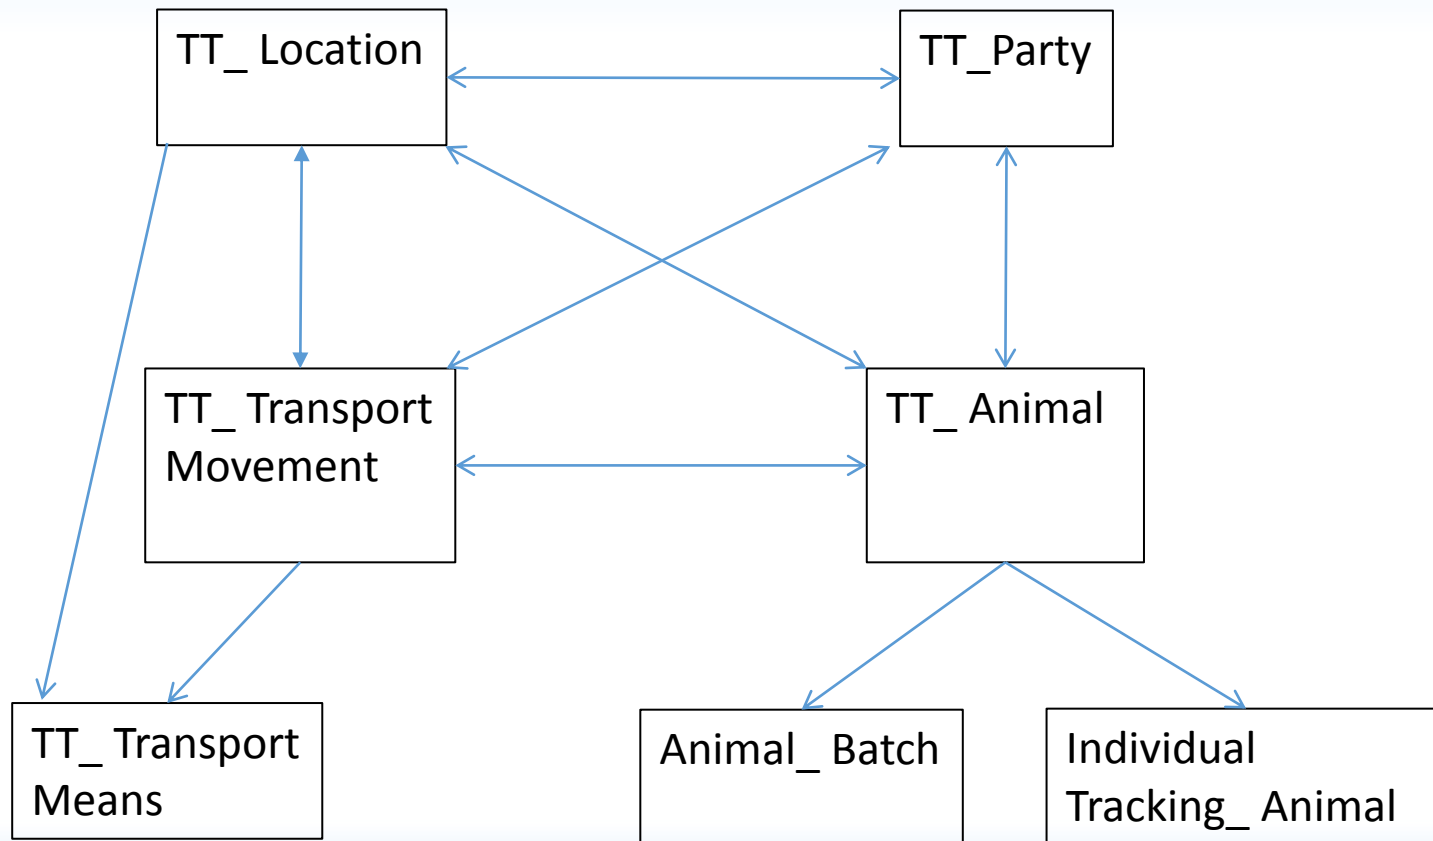 TT_ Location
TT_Party
TT_ Transport
Movement
TT_ Animal
TT_ Transport
Means
Animal_ Batch
Individual
Tracking_ Animal